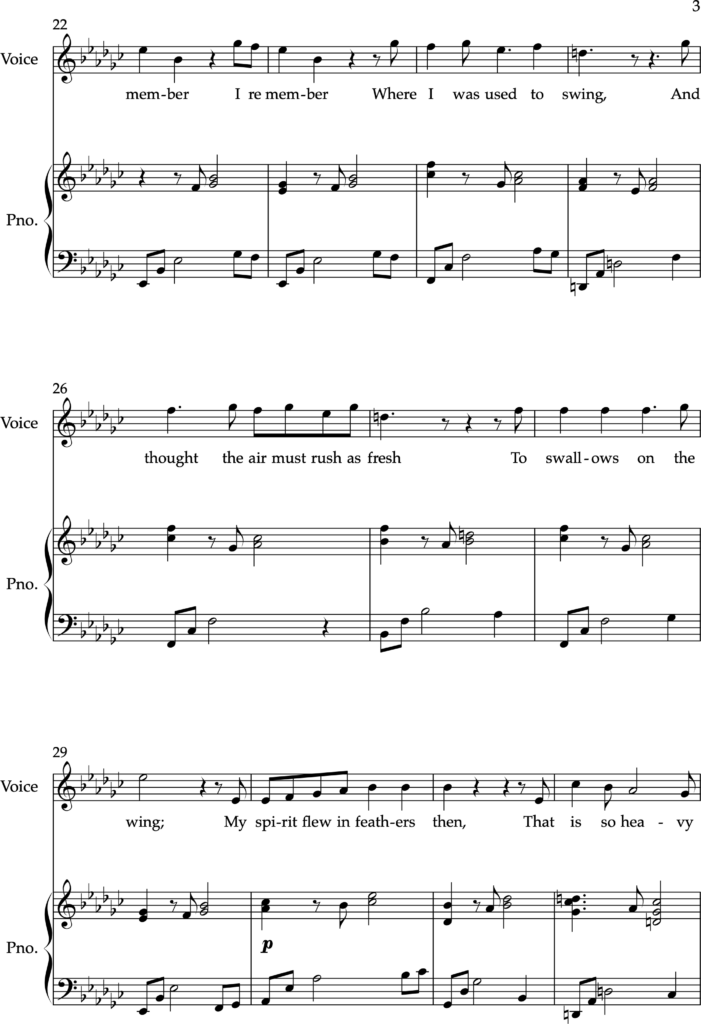 3
22
Voice
mem-ber I re mem-ber Where I was used to swing, And
Pno.
26
Voice
thought the air must rush as fresh To swall-ows on the
Pno.
29
Voice
wing; My spi-rit flew in feath-ers then, That is so hea - vy
p
Pno.